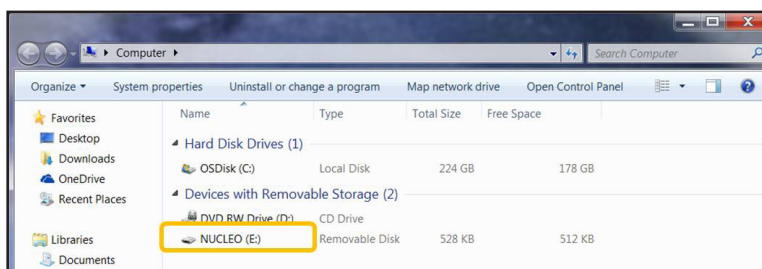 Computer
Search Computer
Organize System properties Uninstall or change a program Map network drive Open Control Panel
Favorites
Desktop
Downloads
OneDrive
Recent Places
Libraries
Documents
Name Type Total Size Free Space
Hard Disk Drives (1)
OSDisk (C:) Local Disk 224 GB 178 GB
Devices with Removable Storage (2)
DVD RW Drive (D:) CD Drive
NUCLEO (E:) Removable Disk 528 KB 512 KB